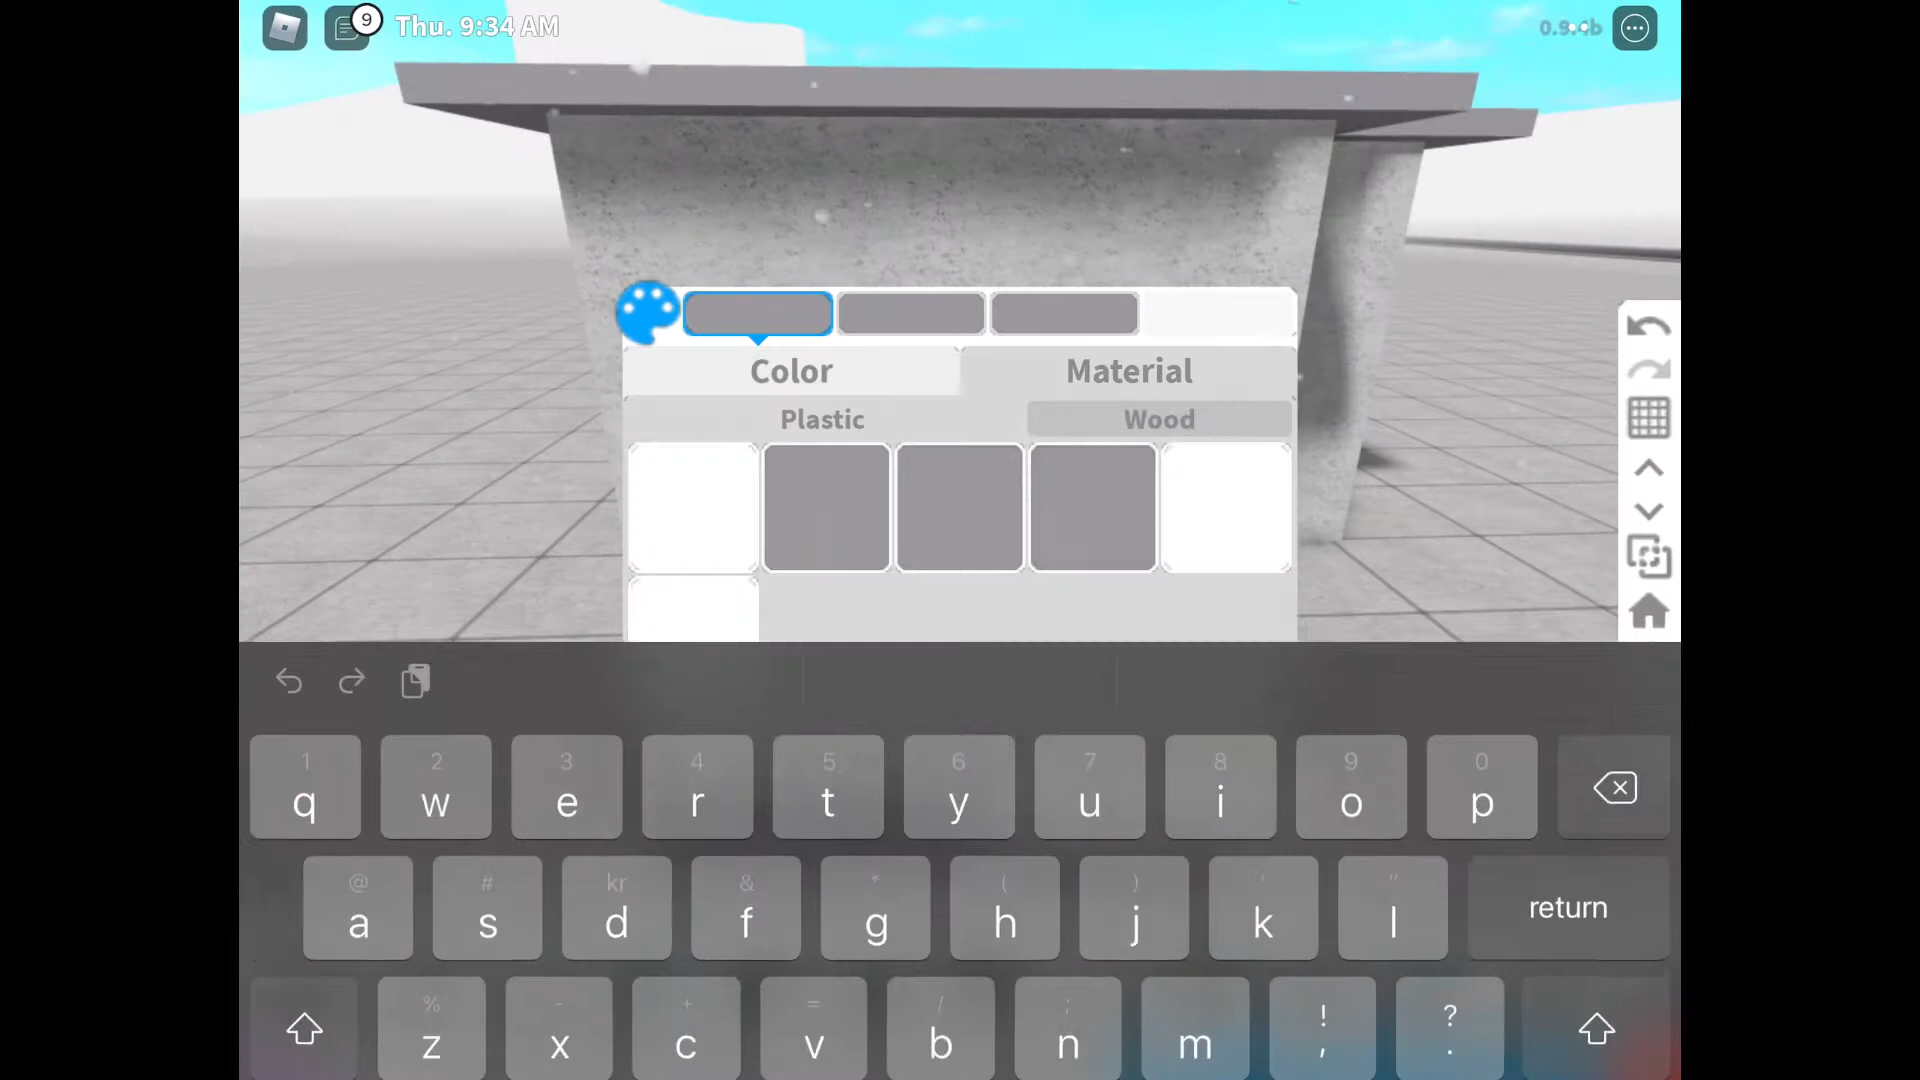 9 Thu. 9:34 AM
Color Material
Plastic Wood
1 2 3 4 5 6 7 8 9 0
q w e r t y u i o p
@ # kr & * ( ) ' "
a s d f g h j k l return
% - + = / ; ! ?
z x c v b n m , .